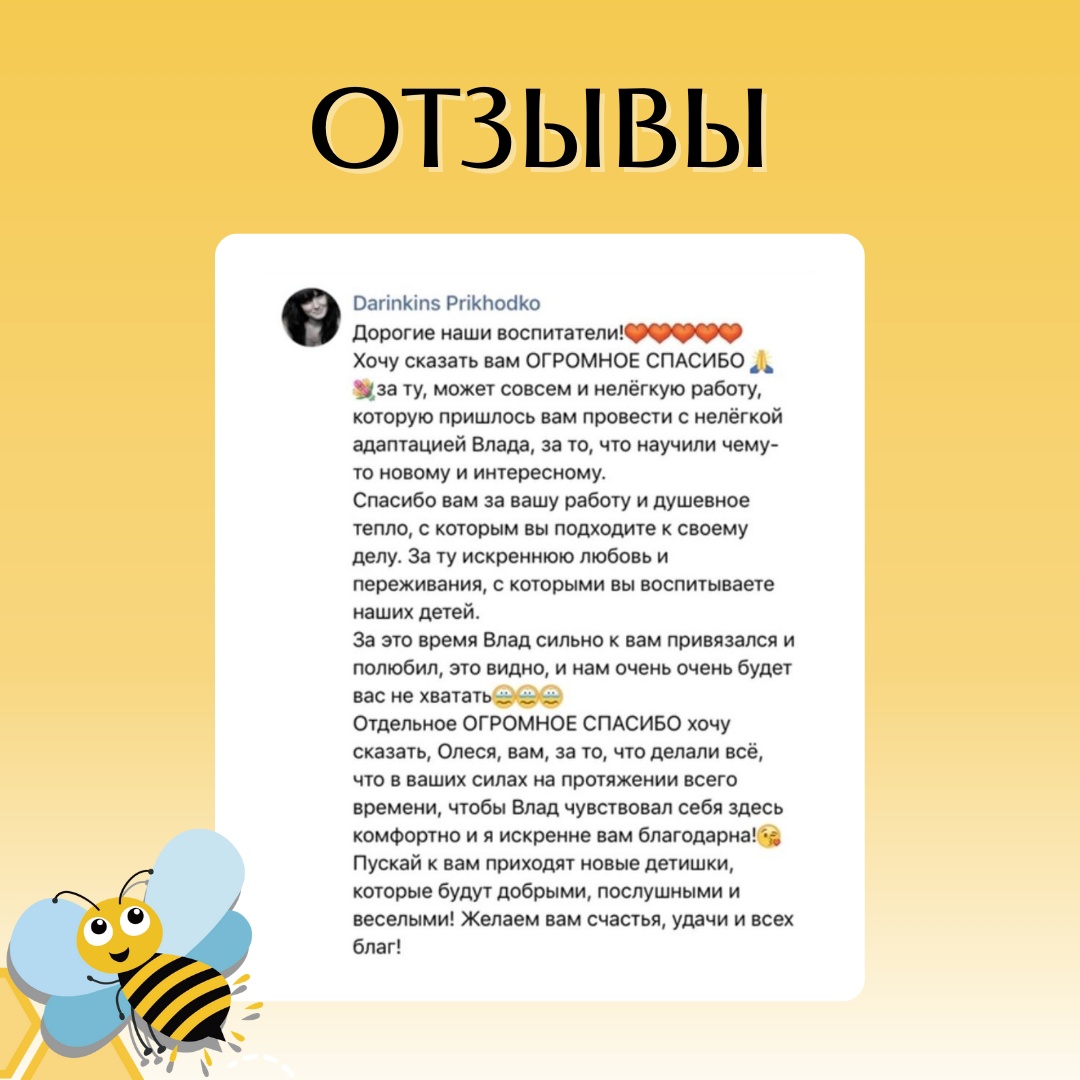 ОТЗЫВЫ
Darinkins Prikhodko
Дорогие наши воспитатели!❤️❤️❤️❤️❤️
Хочу сказать вам ОГРОМНОЕ СПАСИБО 🙏
💐за ту, может совсем и нелёгкую работу,
которую пришлось вам провести с нелёгкой
адаптацией Влада, за то, что научили чему-
то новому и интересному.
Спасибо вам за вашу работу и душевное
тепло, с которым вы подходите к своему
делу. За ту искреннюю любовь и
переживания, с которыми вы воспитываете
наших детей.
За это время Влад сильно к вам привязался и
полюбил, это видно, и нам очень очень будет
вас не хватать😭😭😭
Отдельное ОГРОМНОЕ СПАСИБО хочу
сказать, Олеся, вам, за то, что делали всё,
что в ваших силах на протяжении всего
времени, чтобы Влад чувствовал себя здесь
комфортно и я искренне вам благодарна!😘
Пускай к вам приходят новые детишки,
которые будут добрыми, послушными и
веселыми! Желаем вам счастья, удачи и всех
благ!